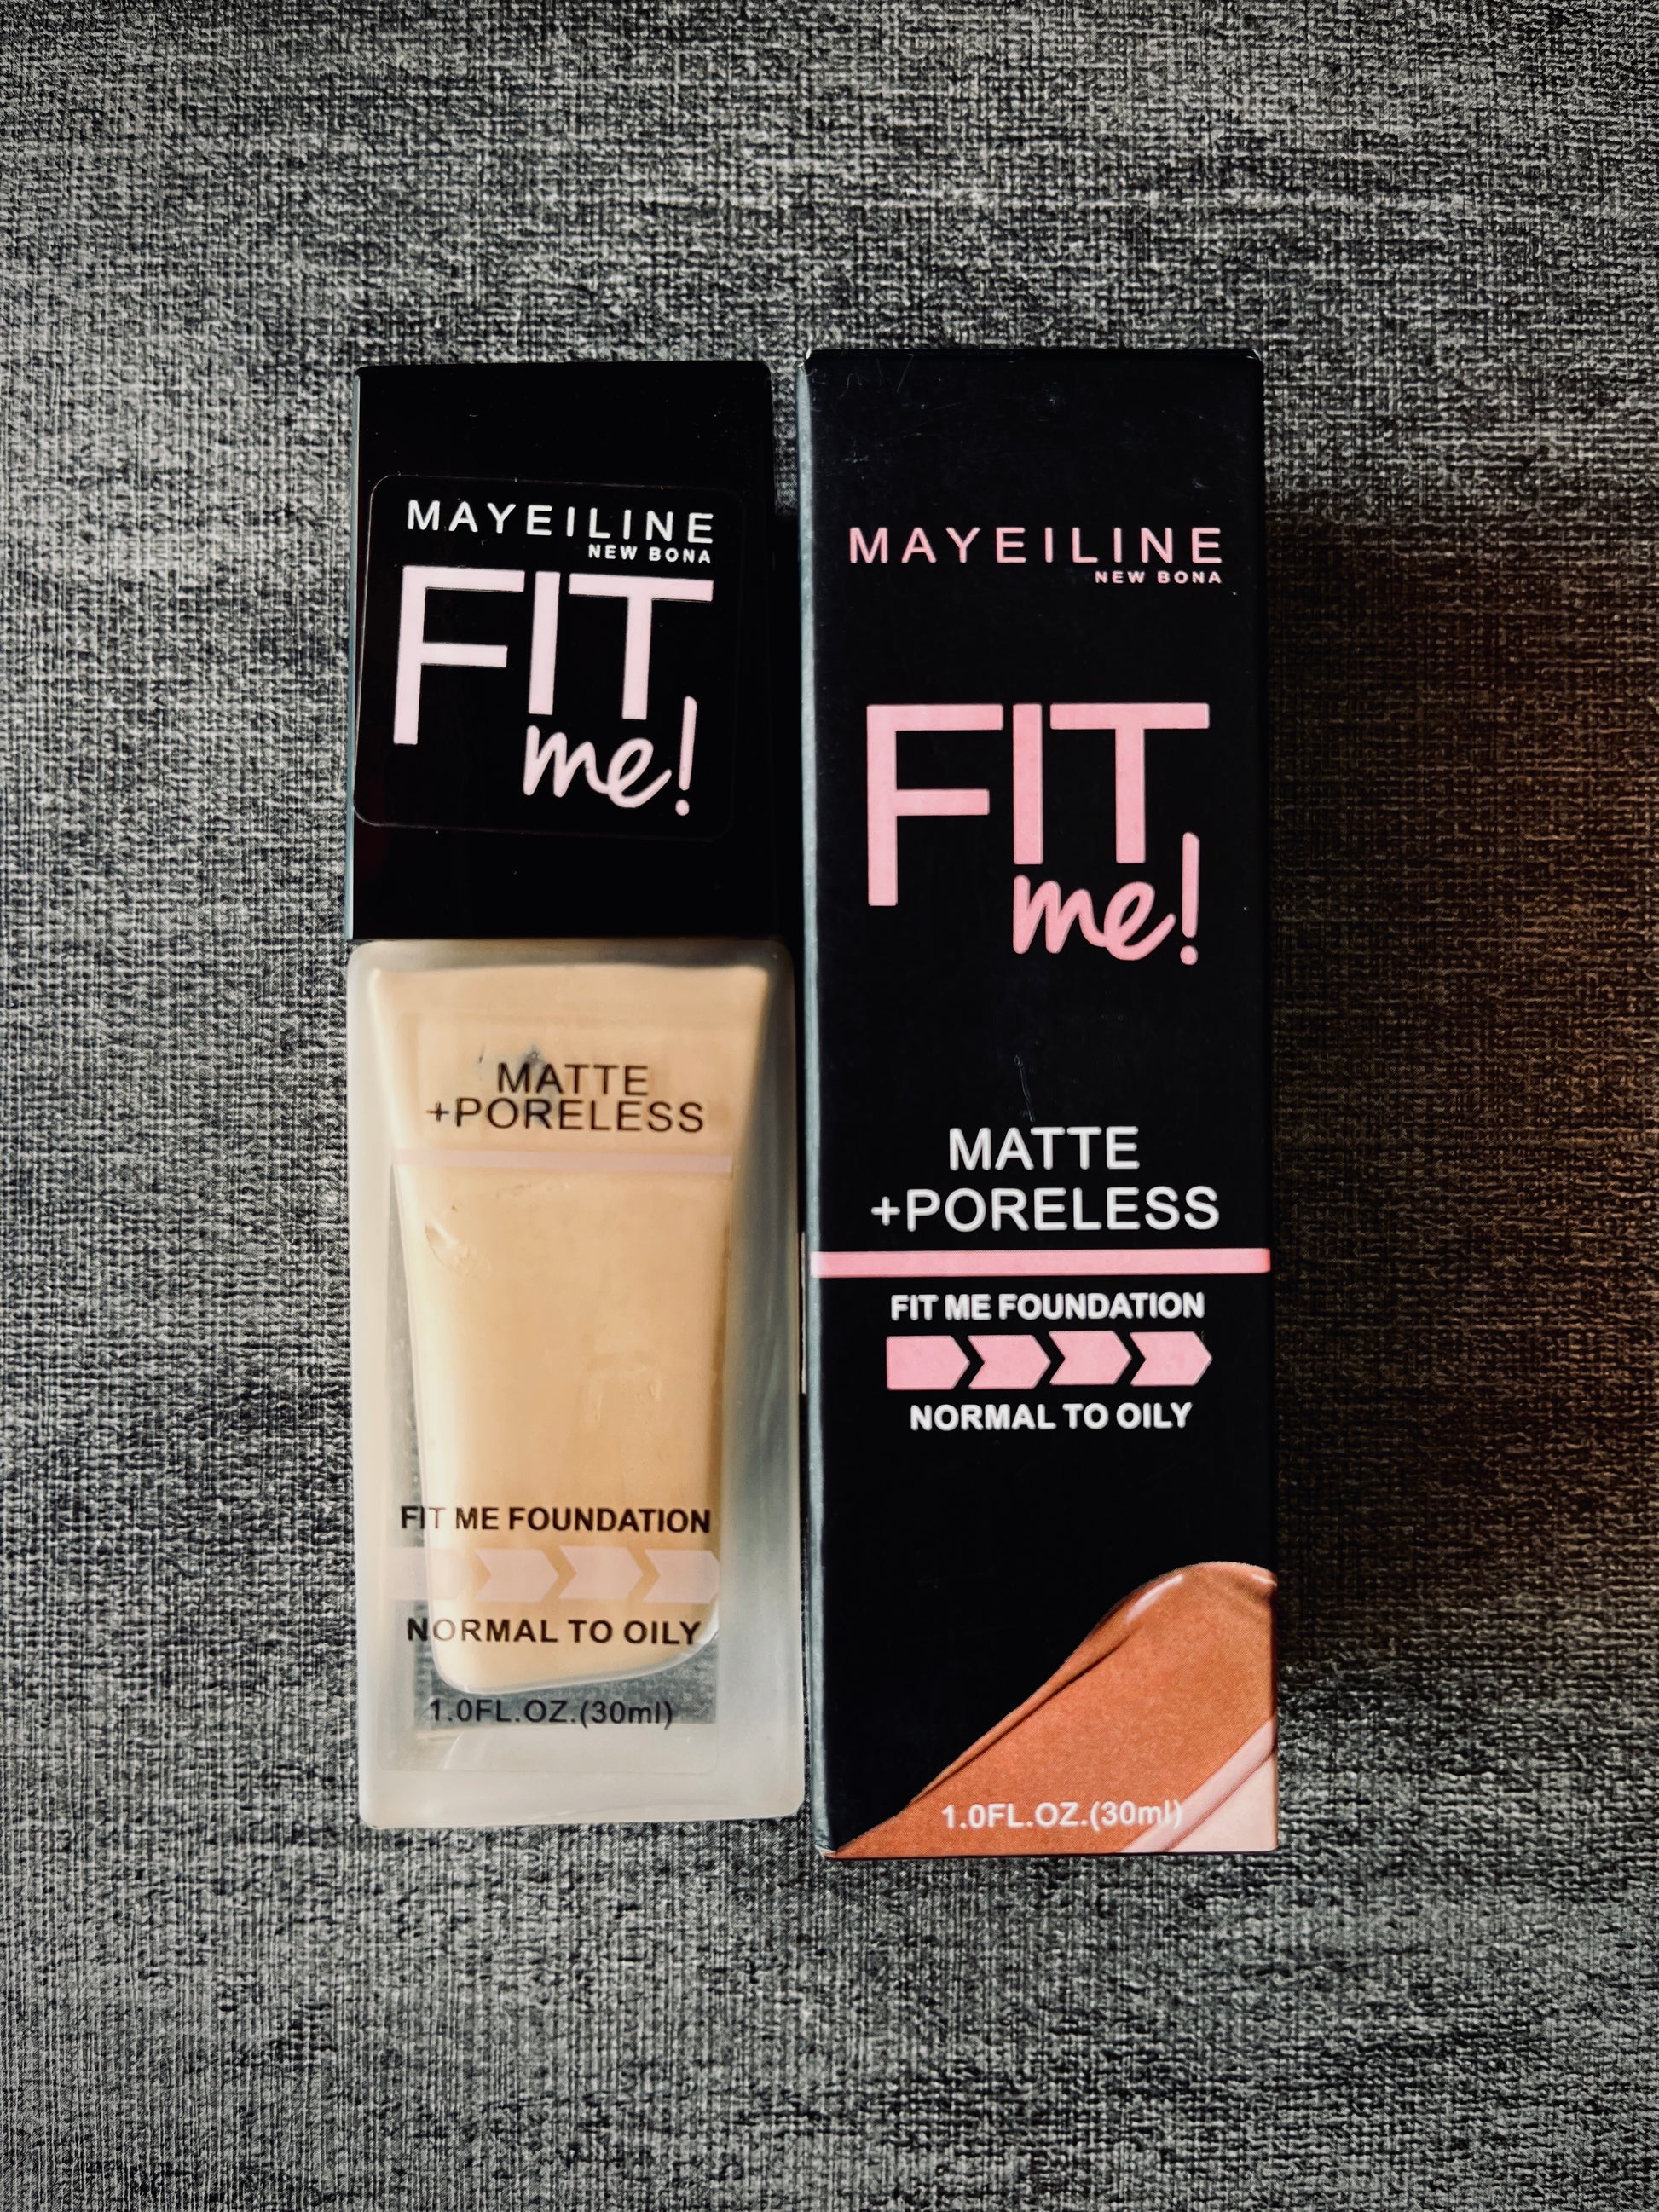 MAYEILINE
NEW BONA
FIT
me!
MATTE
+PORELESS
FIT ME FOUNDATION
NORMAL TO OILY
1.0FL.OZ.(30ml)
MAYEILINE
NEW BONA
FIT
me!
MATTE
+PORELESS
FIT ME FOUNDATION
NORMAL TO OILY
1.0FL.OZ.(30ml)